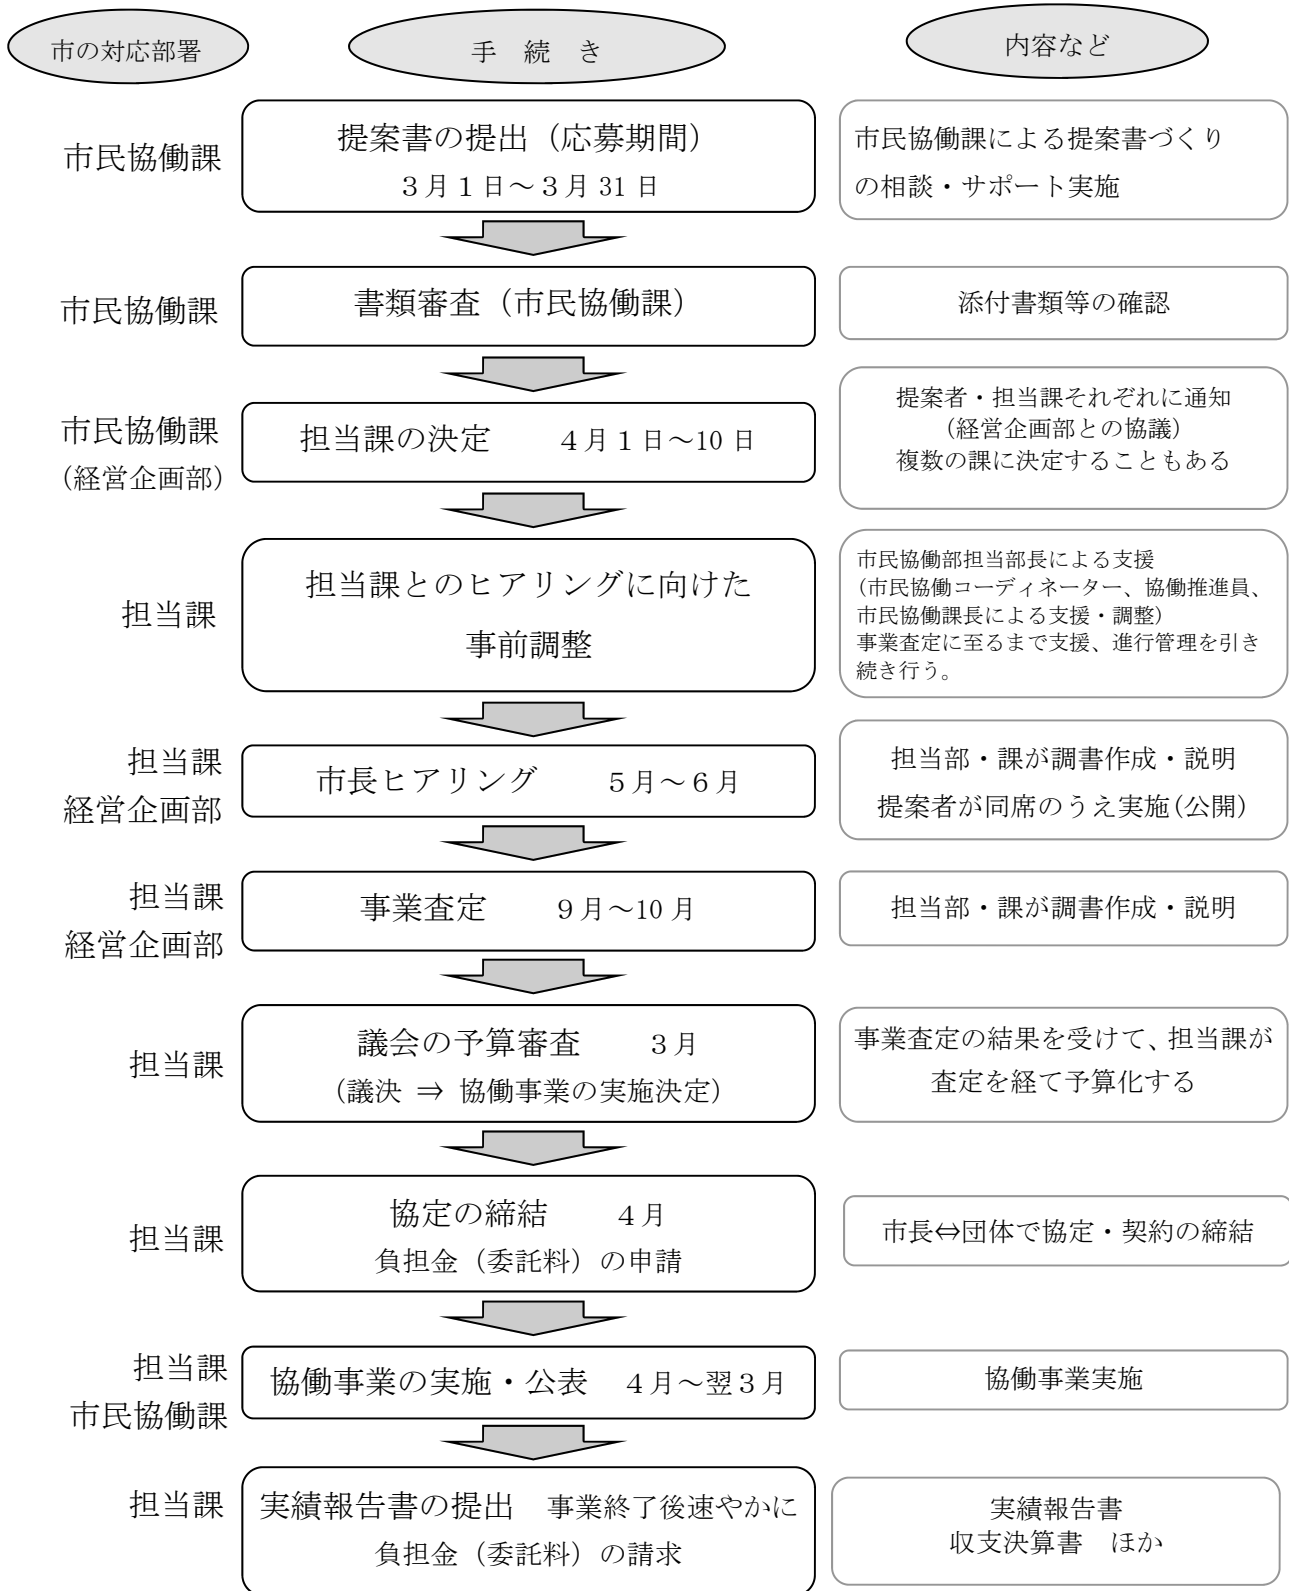 市の対応部署
手　続　き
内容など
市民協働課
提案書の提出（応募期間）
３月１日～３月 31 日
市民協働課による提案書づくり
の相談・サポート実施
市民協働課
書類審査（市民協働課）
添付書類等の確認
市民協働課
(経営企画部)
担当課の決定　　４月１日～10 日
提案者・担当課それぞれに通知
(経営企画部との協議)
複数の課に決定することもある
担当課
担当課とのヒアリングに向けた
事前調整
市民協働部担当部長による支援
(市民協働コーディネーター、協働推進員、
市民協働課長による支援・調整)
事業査定に至るまで支援、進行管理を引き
続き行う。
担当課
経営企画部
市長ヒアリング　　５月～６月
担当部・課が調書作成・説明
提案者が同席のうえ実施(公開)
担当課
経営企画部
事業査定　　９月～10 月
担当部・課が調書作成・説明
担当課
議会の予算審査　　３月
(議決 ⇒ 協働事業の実施決定)
事業査定の結果を受けて、担当課が
査定を経て予算化する
担当課
協定の締結　　４月
負担金（委託料）の申請
市長⇔団体で協定・契約の締結
担当課
市民協働課
協働事業の実施・公表　４月～翌３月
協働事業実施
担当課
実績報告書の提出　事業終了後速やかに
負担金（委託料）の請求
実績報告書
収支決算書　ほか